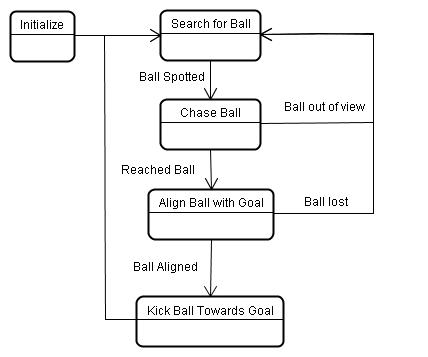 Initialize
Search for Ball
Ball Spotted
Chase Ball
Ball out of view
Reached Ball
Align Ball with Goal
Ball lost
Ball Aligned
Kick Ball Towards Goal